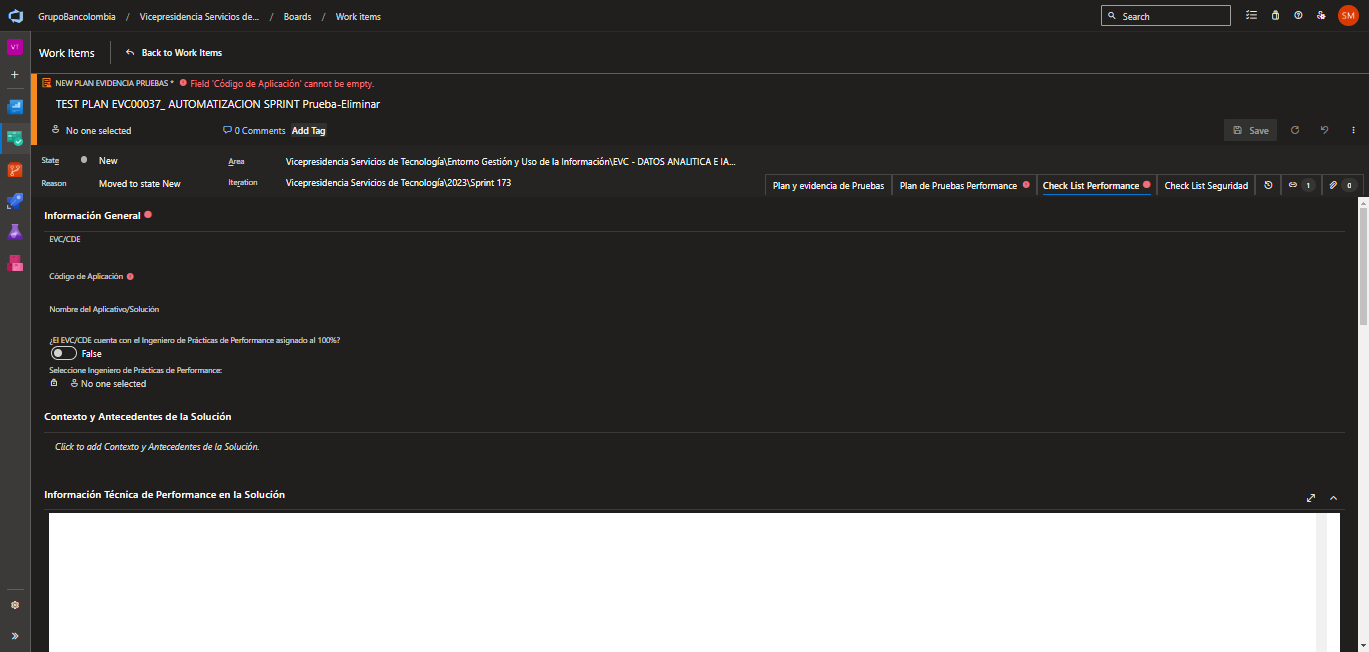 GrupoBancolombia / Vicepresidencia Servicios de... / Boards / Work items
Search
SM
VT
Work Items
Back to Work Items
NEW PLAN EVIDENCIA PRUEBAS * Field 'Código de Aplicación' cannot be empty.
TEST PLAN EVC00037_ AUTOMATIZACION SPRINT Prueba-Eliminar
No one selected
0 Comments
Add Tag
Save
State
New
Area
Vicepresidencia Servicios de Tecnología\Entorno Gestión y Uso de la Información\EVC - DATOS ANALITICA E IA...
Reason
Moved to state New
Iteration
Vicepresidencia Servicios de Tecnología\2023\Sprint 173
Plan y evidencia de Pruebas
Plan de Pruebas Performance
Check List Performance
Check List Seguridad
1
0
Información General
EVC/CDE
Código de Aplicación
Nombre del Aplicativo/Solución
¿El EVC/CDE cuenta con el Ingeniero de Prácticas de Performance asignado al 100%?
False
Seleccione Ingeniero de Prácticas de Performance:
No one selected
Contexto y Antecedentes de la Solución
Click to add Contexto y Antecedentes de la Solución.
Información Técnica de Performance en la Solución